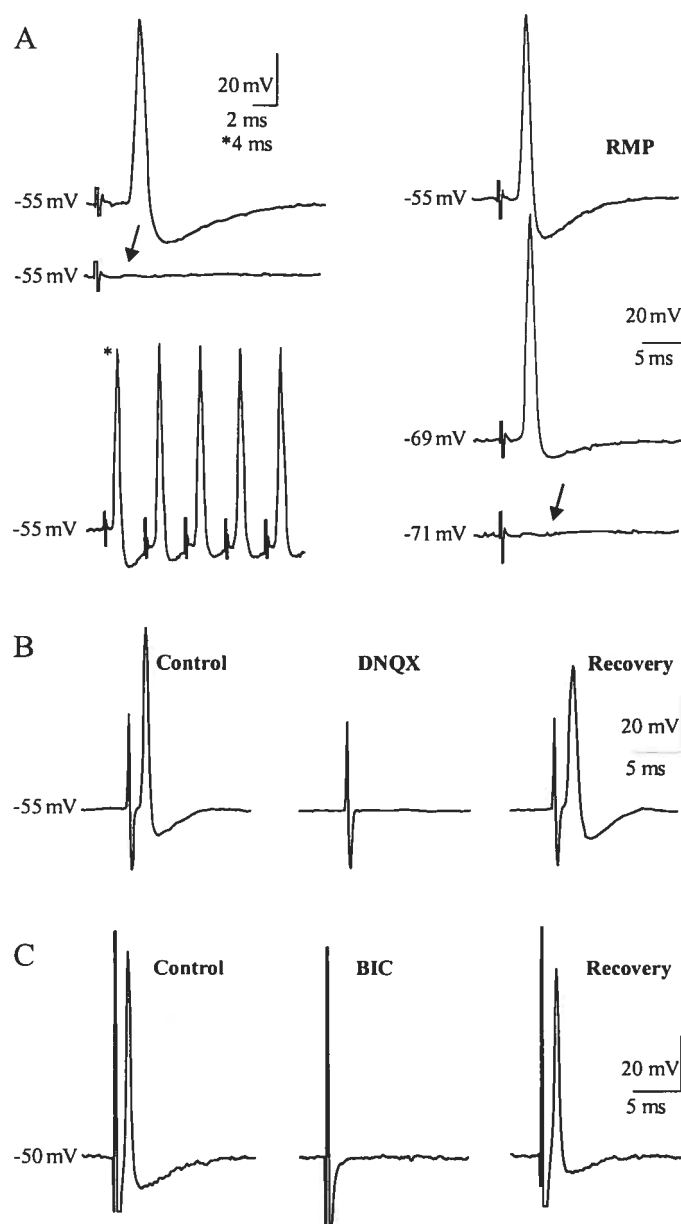 A
20 mV
2 ms
*4 ms
RMP
-55 mV
-55 mV
-55 mV
20 mV
5 ms
*
-69 mV
-55 mV
-71 mV
B
Control
DNQX
Recovery
20 mV
5 ms
-55 mV
C
Control
BIC
Recovery
20 mV
5 ms
-50 mV